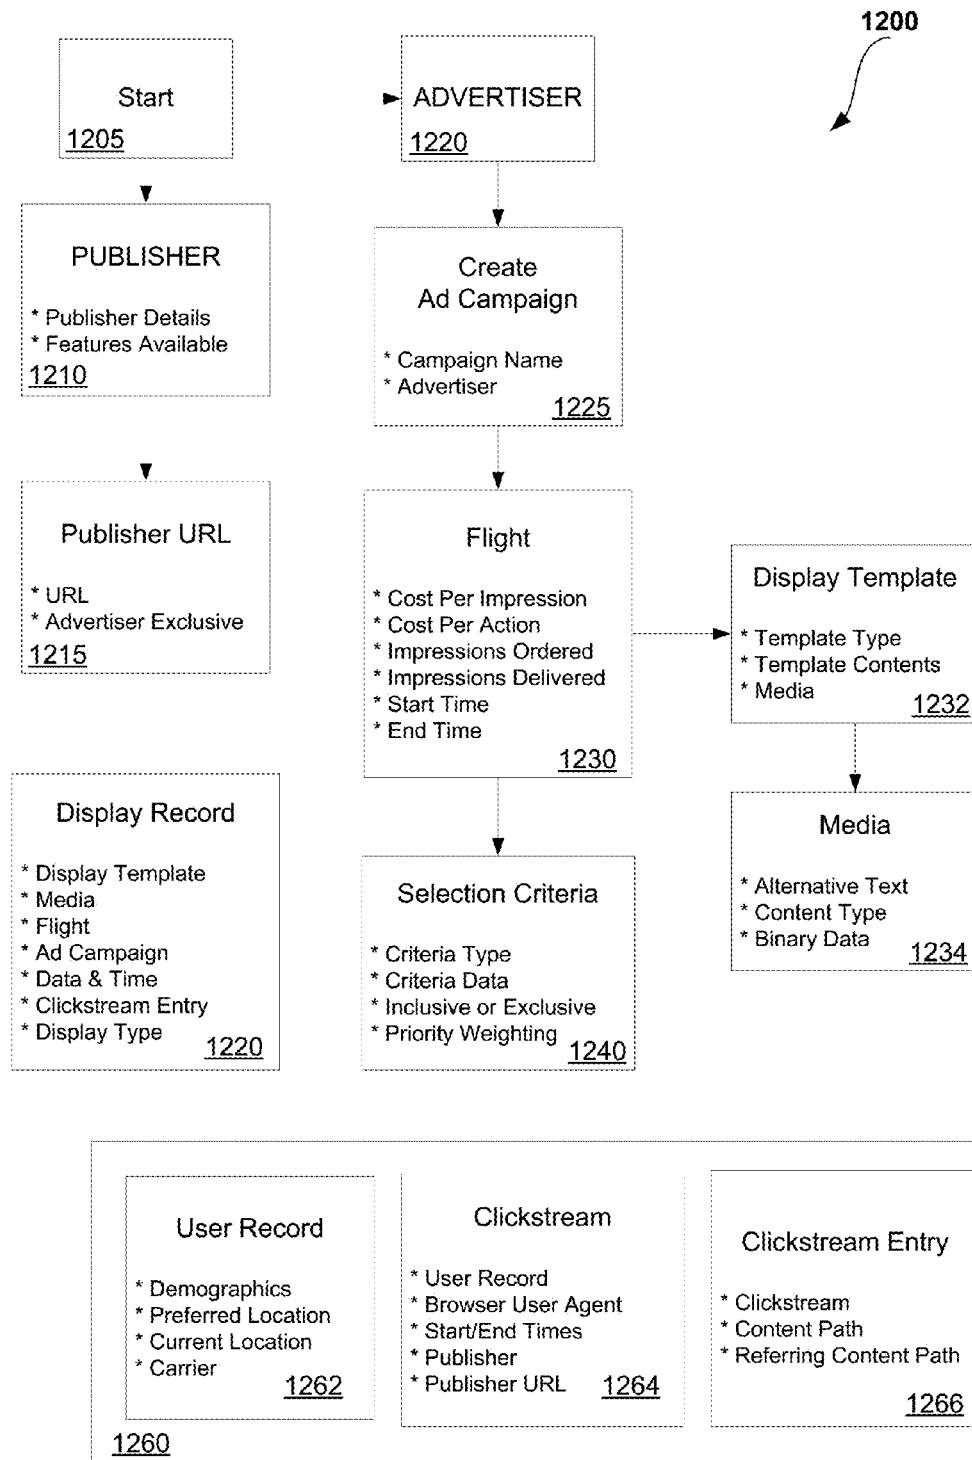 1200
Start
1205
ADVERTISER
1220
PUBLISHER
* Publisher Details
* Features Available
1210
Create
Ad Campaign
* Campaign Name
* Advertiser
1225
Publisher URL
* URL
* Advertiser Exclusive
1215
Flight
* Cost Per Impression
* Cost Per Action
* Impressions Ordered
* Impressions Delivered
* Start Time
* End Time
1230
Display Template
* Template Type
* Template Contents
* Media
1232
Display Record
* Display Template
* Media
* Flight
* Ad Campaign
* Data & Time
* Clickstream Entry
* Display Type
1220
Selection Criteria
* Criteria Type
* Criteria Data
* Inclusive or Exclusive
* Priority Weighting
1240
Media
* Alternative Text
* Content Type
* Binary Data
1234
User Record
* Demographics
* Preferred Location
* Current Location
* Carrier
1262
Clickstream
* User Record
* Browser User Agent
* Start/End Times
* Publisher
* Publisher URL
1264
Clickstream Entry
* Clickstream
* Content Path
* Referring Content Path
1266
1260